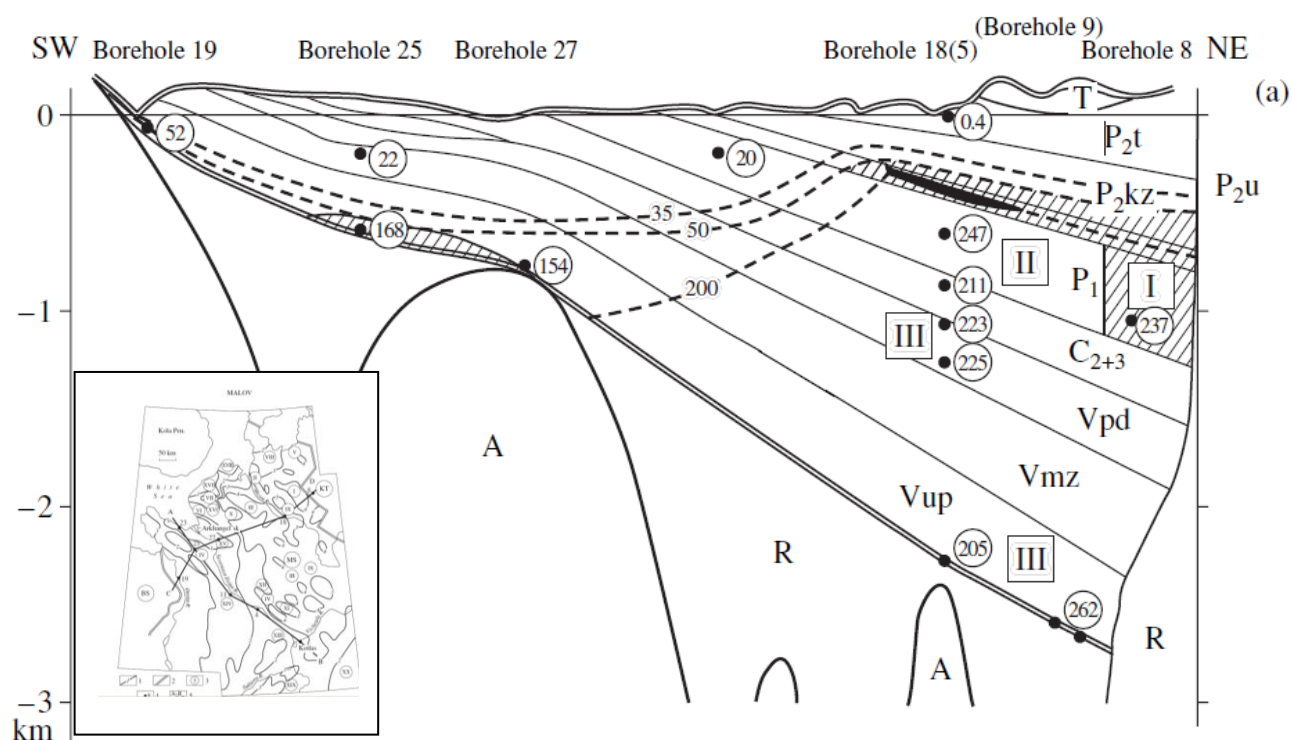 (Borehole 9)
SW Borehole 19 Borehole 25 Borehole 27 Borehole 18(5) Borehole 8 NE
(a)
T
0
0.4
52
P₂t
22
20
P₂kz
P₂u
35
168
50
247
II
154
200
P₁
I
211
−1
237
III
223
C₂₊₃
225
MALOV
Vpd
Kola Pen.
50 km
A
Vmz
White
Sea
Vup
−2
R
205
III
262
A
R
−3
km
Arkhangel'sk
KT
MS
BS
Kotlas